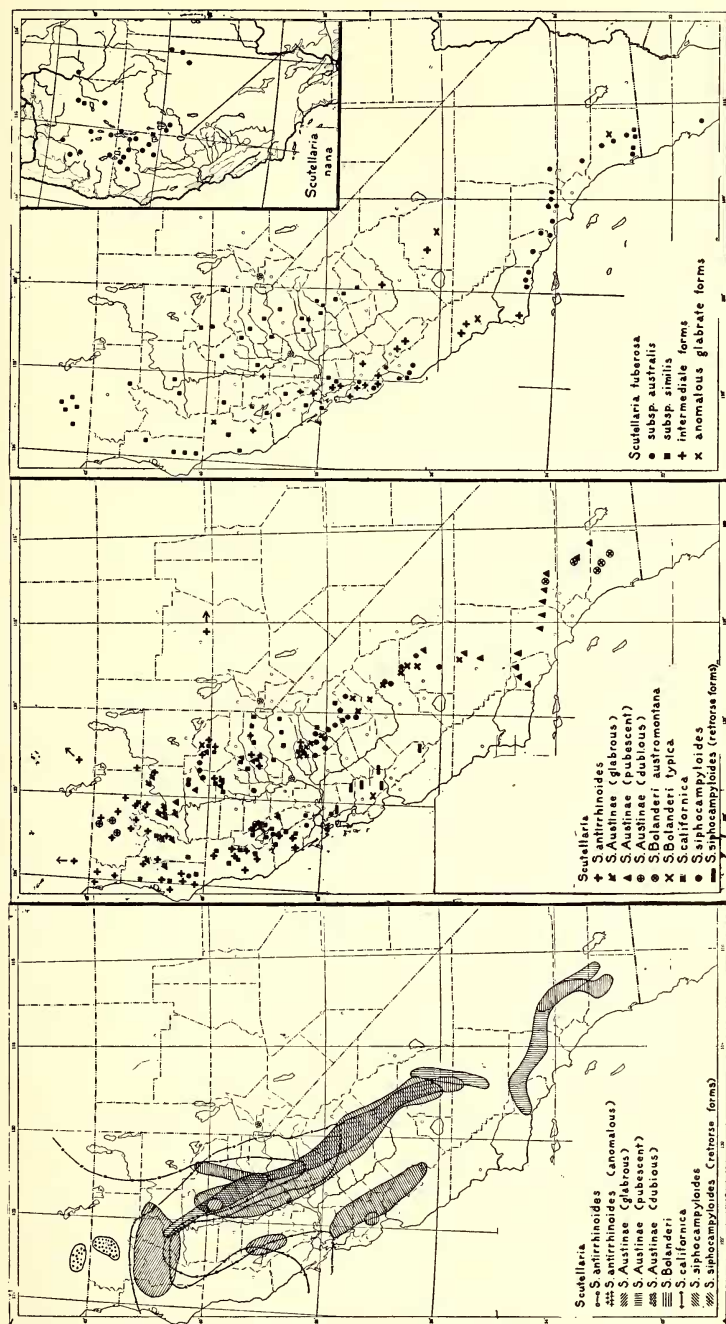 Scutellaria
nana
Scutellaria tuberosa
subsp. australis
subsp. similis
intermediate forms
anomalous glabrate forms
Scutellaria
S. antirrhinoides
S. Austinae (glabrous)
S. Austinae (pubescent)
S. Austinae (dubious)
S. Bolanderi austromontana
S. Bolanderi typica
S. californica
S. siphocampyloides
S. siphocampyloides (retrorse forms)
Scutellaria
S. antirrhinoides
S. antirrhinoides (anomalous)
S. Austinae (glabrous)
S. Austinae (pubescent)
S. Austinae (dubious)
S. Bolanderi
S. californica
S. siphocampyloides
S. siphocampyloides (retrorse forms)